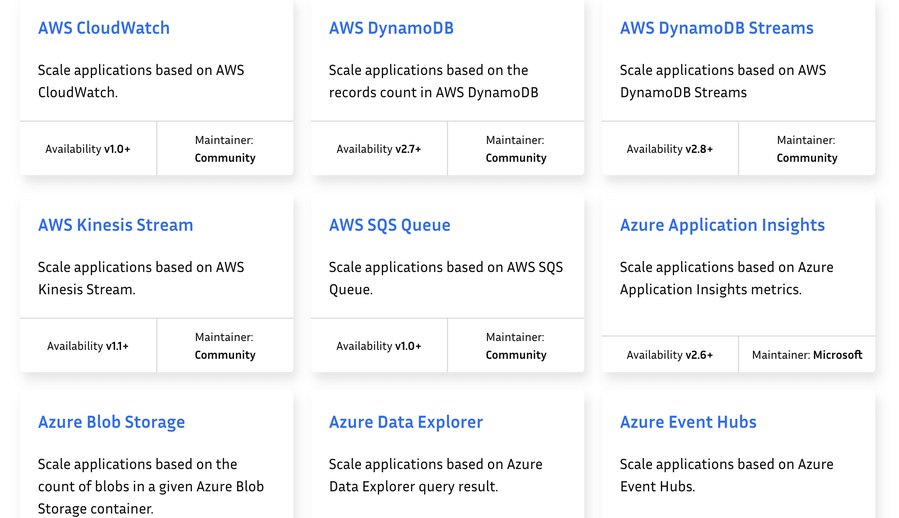 AWS CloudWatch
Scale applications based on AWS
CloudWatch.
Availability v1.0+
Maintainer:
Community
AWS DynamoDB
Scale applications based on the
records count in AWS DynamoDB
Availability v2.7+
Maintainer:
Community
AWS DynamoDB Streams
Scale applications based on AWS
DynamoDB Streams
Availability v2.8+
Maintainer:
Community
AWS Kinesis Stream
Scale applications based on AWS
Kinesis Stream.
Availability v1.1+
Maintainer:
Community
AWS SQS Queue
Scale applications based on AWS SQS
Queue.
Availability v1.0+
Maintainer:
Community
Azure Application Insights
Scale applications based on Azure
Application Insights metrics.
Availability v2.6+
Maintainer: Microsoft
Azure Blob Storage
Scale applications based on the
count of blobs in a given Azure Blob
Storage container.
Azure Data Explorer
Scale applications based on Azure
Data Explorer query result.
Azure Event Hubs
Scale applications based on Azure
Event Hubs.